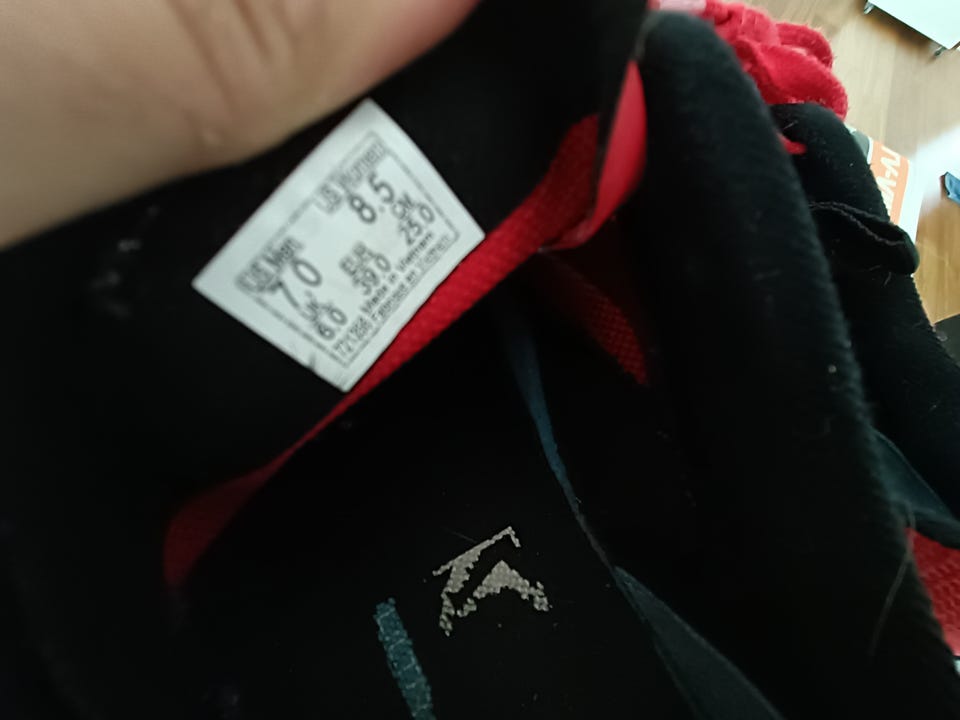 US Men
7.0
UK
6.0
US Women
8.5
EUR
39.0
CM
25.0
Made in Vietnam